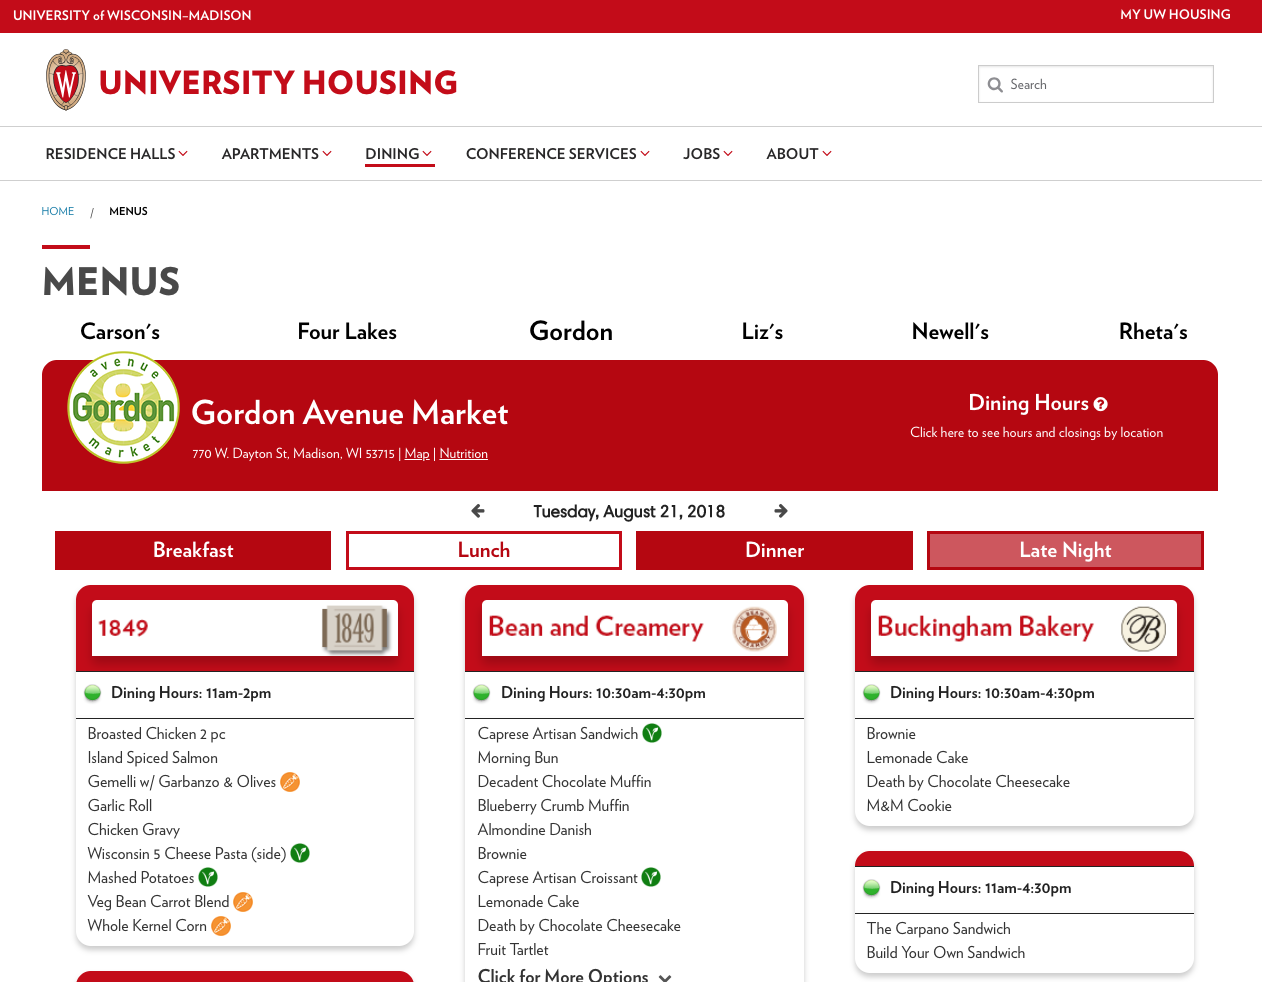 UNIVERSITY of WISCONSIN–MADISON
MY UW HOUSING
W
UNIVERSITY HOUSING
Search
RESIDENCE HALLS
APARTMENTS
DINING
CONFERENCE SERVICES
JOBS
ABOUT
HOME / MENUS
MENUS
Carson's
Four Lakes
Gordon
Liz's
Newell's
Rheta's
avenue
Gordon
market
Gordon Avenue Market
770 W. Dayton St, Madison, WI 53715 | Map | Nutrition
Dining Hours ?
Click here to see hours and closings by location
Tuesday, August 21, 2018
Breakfast
Lunch
Dinner
Late Night
1849
1849
Dining Hours: 11am-2pm
Broasted Chicken 2 pc
Island Spiced Salmon
Gemelli w/ Garbanzo & Olives
Garlic Roll
Chicken Gravy
Wisconsin 5 Cheese Pasta (side) V
Mashed Potatoes V
Veg Bean Carrot Blend
Whole Kernel Corn
Bean and Creamery
THE BEAN AND CREAMERY
Dining Hours: 10:30am-4:30pm
Caprese Artisan Sandwich V
Morning Bun
Decadent Chocolate Muffin
Blueberry Crumb Muffin
Almondine Danish
Brownie
Caprese Artisan Croissant V
Lemonade Cake
Death by Chocolate Cheesecake
Fruit Tartlet
Click for More Options
Buckingham Bakery
B
Dining Hours: 10:30am-4:30pm
Brownie
Lemonade Cake
Death by Chocolate Cheesecake
M&M Cookie
Dining Hours: 11am-4:30pm
The Carpano Sandwich
Build Your Own Sandwich